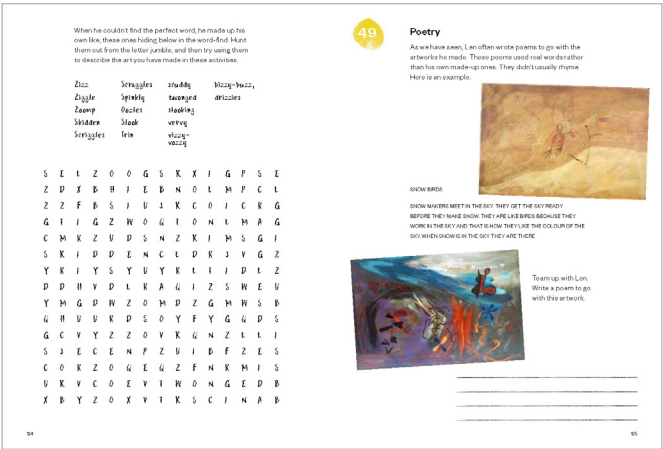 When he couldn't find the perfect word, he made up his
own like, these ones hiding below in the word-find. Hunt
them out from the letter jumble, and then try using them
to describe the art you have made in these activities.
Zizz Scruggles scuddy bizzy-buzz,
Ziggle Spinkly twonged drizzles
Zoomp Oozles slooking
Skidden Slook vervy
Scriggles Trin vizzy-
vozzy
S E L Z O O G S K X I G P S E
Z D X B H I E B N O L M P C L
Z Z F B S I U J K C O I C R G
G T I G Z W O Q T O N L M A G
C M R Z U D S N Z K I M S G I
S K I D D E N C L D R J V G Z
Y R I Y S Y U Y R L T I D L Z
D D H V D L R A Q I Z S W E U
Y M G D W Z O M D Z G M W S B
Q H U U R D S O Y F Y G Q D S
G C V Y Z Z O V K Q N Z L L I
S J E C E N P Z U I B F Z E S
C O R Z O Q E Q Z F N R M I S
U K V C O E V T W O N G E D B
X B Y Z O X V T K S C I N A B
124
49
Poetry
As we have seen, Len often wrote poems to go with the
artworks he made. These poems used real words rather
than his own made-up ones. They didn't usually rhyme.
Here is an example.
SNOW BIRDS
SNOW MAKERS MEET IN THE SKY. THEY GET THE SKY READY
BEFORE THEY MAKE SNOW. THEY ARE LIKE BIRDS BECAUSE THEY
WORK IN THE SKY AND THAT IS HOW THEY LIKE THE COLOUR OF THE
SKY. WHEN SNOW IS IN THE SKY THEY ARE THERE
Team up with Len.
Write a poem to go
with this artwork.
125